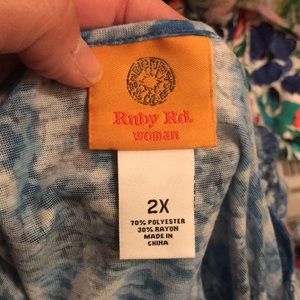 Ruby Rd.
WOMAN
2X
70% POLYESTER
30% RAYON
MADE IN
CHINA